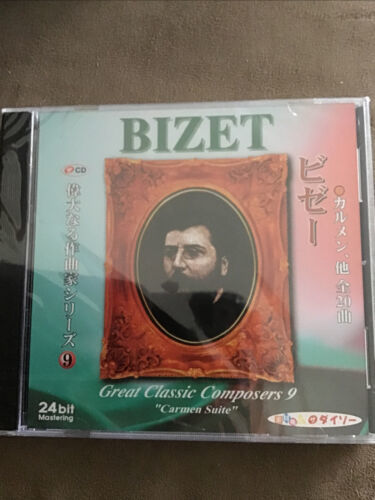 BIZET
CD
偉大なる作曲家シリーズ 9
ビゼー
カルメン、他 全20曲
Great Classic Composers 9
"Carmen Suite"
24bit
Mastering
ダイソー